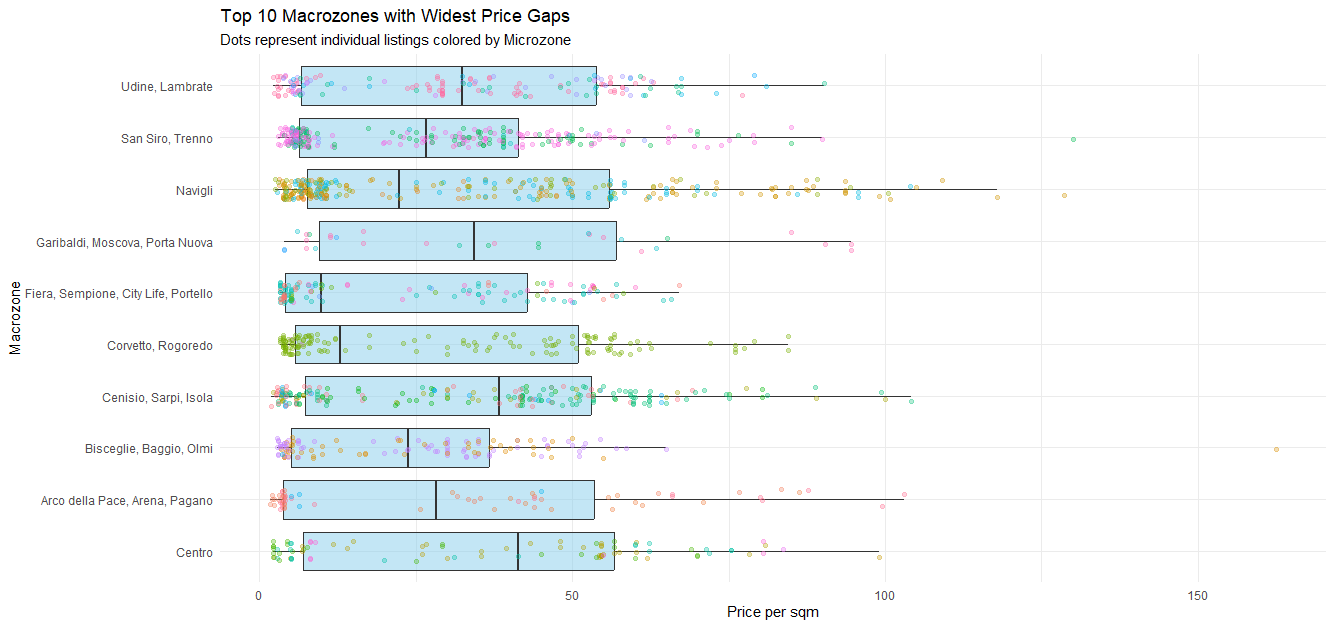 Top 10 Macrozones with Widest Price Gaps
Dots represent individual listings colored by Microzone
Macrozone
Udine, Lambrate
San Siro, Trenno
Navigli
Garibaldi, Moscova, Porta Nuova
Fiera, Sempione, City Life, Portello
Corvetto, Rogoredo
Cenisio, Sarpi, Isola
Bisceglie, Baggio, Olmi
Arco della Pace, Arena, Pagano
Centro
0 50 100 150
Price per sqm